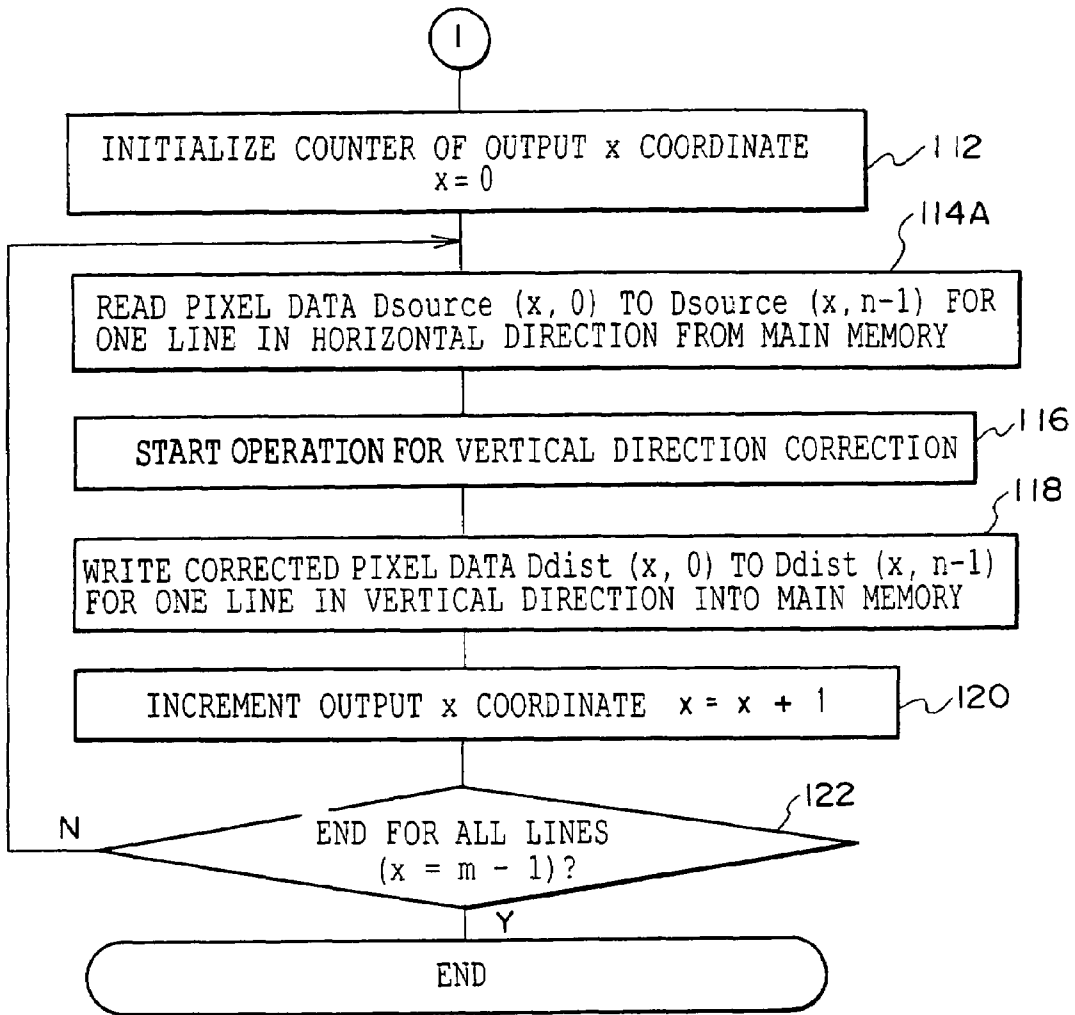 1
INITIALIZE COUNTER OF OUTPUT x COORDINATE
x = 0
112
114A
READ PIXEL DATA Dsource (x, 0) TO Dsource (x, n-1) FOR
ONE LINE IN HORIZONTAL DIRECTION FROM MAIN MEMORY
116
START OPERATION FOR VERTICAL DIRECTION CORRECTION
118
WRITE CORRECTED PIXEL DATA Ddist (x, 0) TO Ddist (x, n-1)
FOR ONE LINE IN VERTICAL DIRECTION INTO MAIN MEMORY
INCREMENT OUTPUT x COORDINATE x = x + 1
120
122
N
END FOR ALL LINES
(x = m - 1)?
Y
END